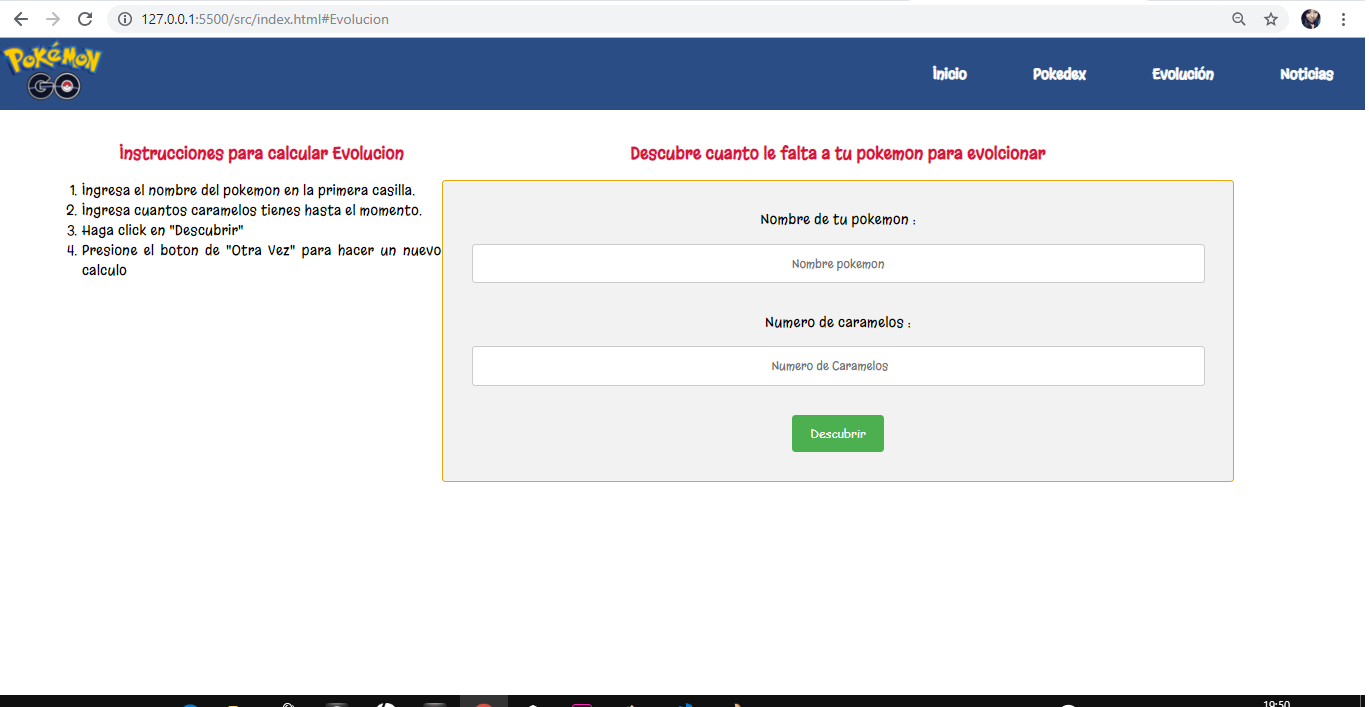 127.0.0.1:5500/src/index.html#Evolucion
POKéMON
GO
Inicio Pokedex Evolución Noticias
Instrucciones para calcular Evolucion
1. Ingresa el nombre del pokemon en la primera casilla.
2. Ingresa cuantos caramelos tienes hasta el momento.
3. Haga click en "Descubrir"
4. Presione el boton de "Otra Vez" para hacer un nuevo
calculo
Descubre cuanto le falta a tu pokemon para evolcionar
Nombre de tu pokemon :
Nombre pokemon
Numero de caramelos :
Numero de Caramelos
Descubrir
19:50